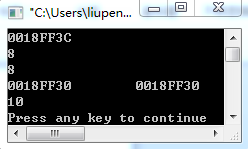 "C:\Users\liupen
0018FF3C
8
8
0018FF30 0018FF30
10
Press any key to continue